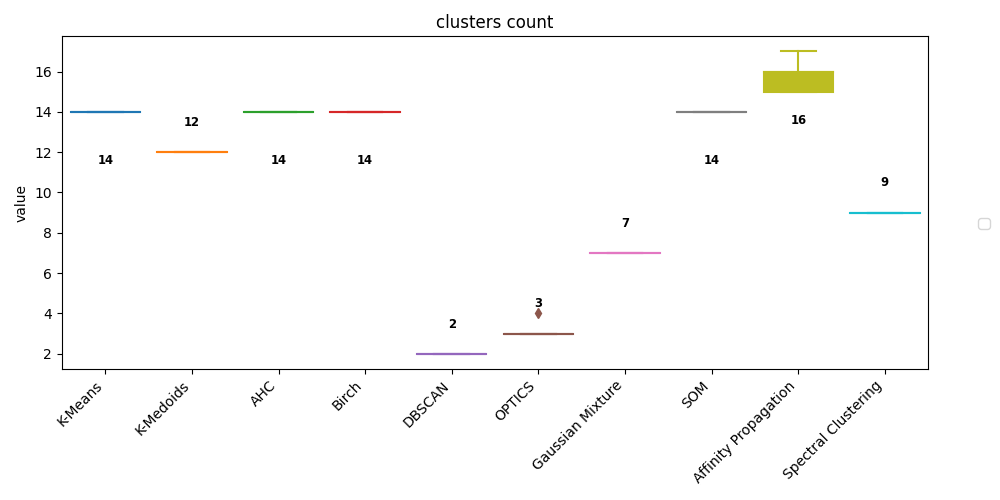 clusters count
value
16
14
12
10
8
6
4
2
14
12
14
14
2
3
7
14
16
9
K-Means
K-Medoids
AHC
Birch
DBSCAN
OPTICS
Gaussian Mixture
SOM
Affinity Propagation
Spectral Clustering